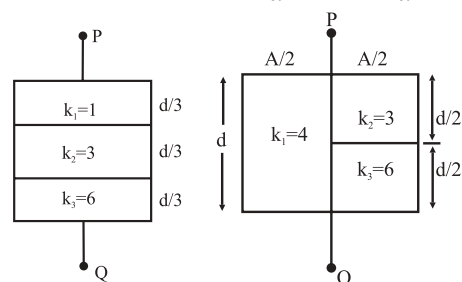 P
k₁=1
d/3
k₂=3
d/3
k₃=6
d/3
Q
P
A/2 A/2
d
k₁=4
k₂=3
d/2
k₃=6
d/2
Q